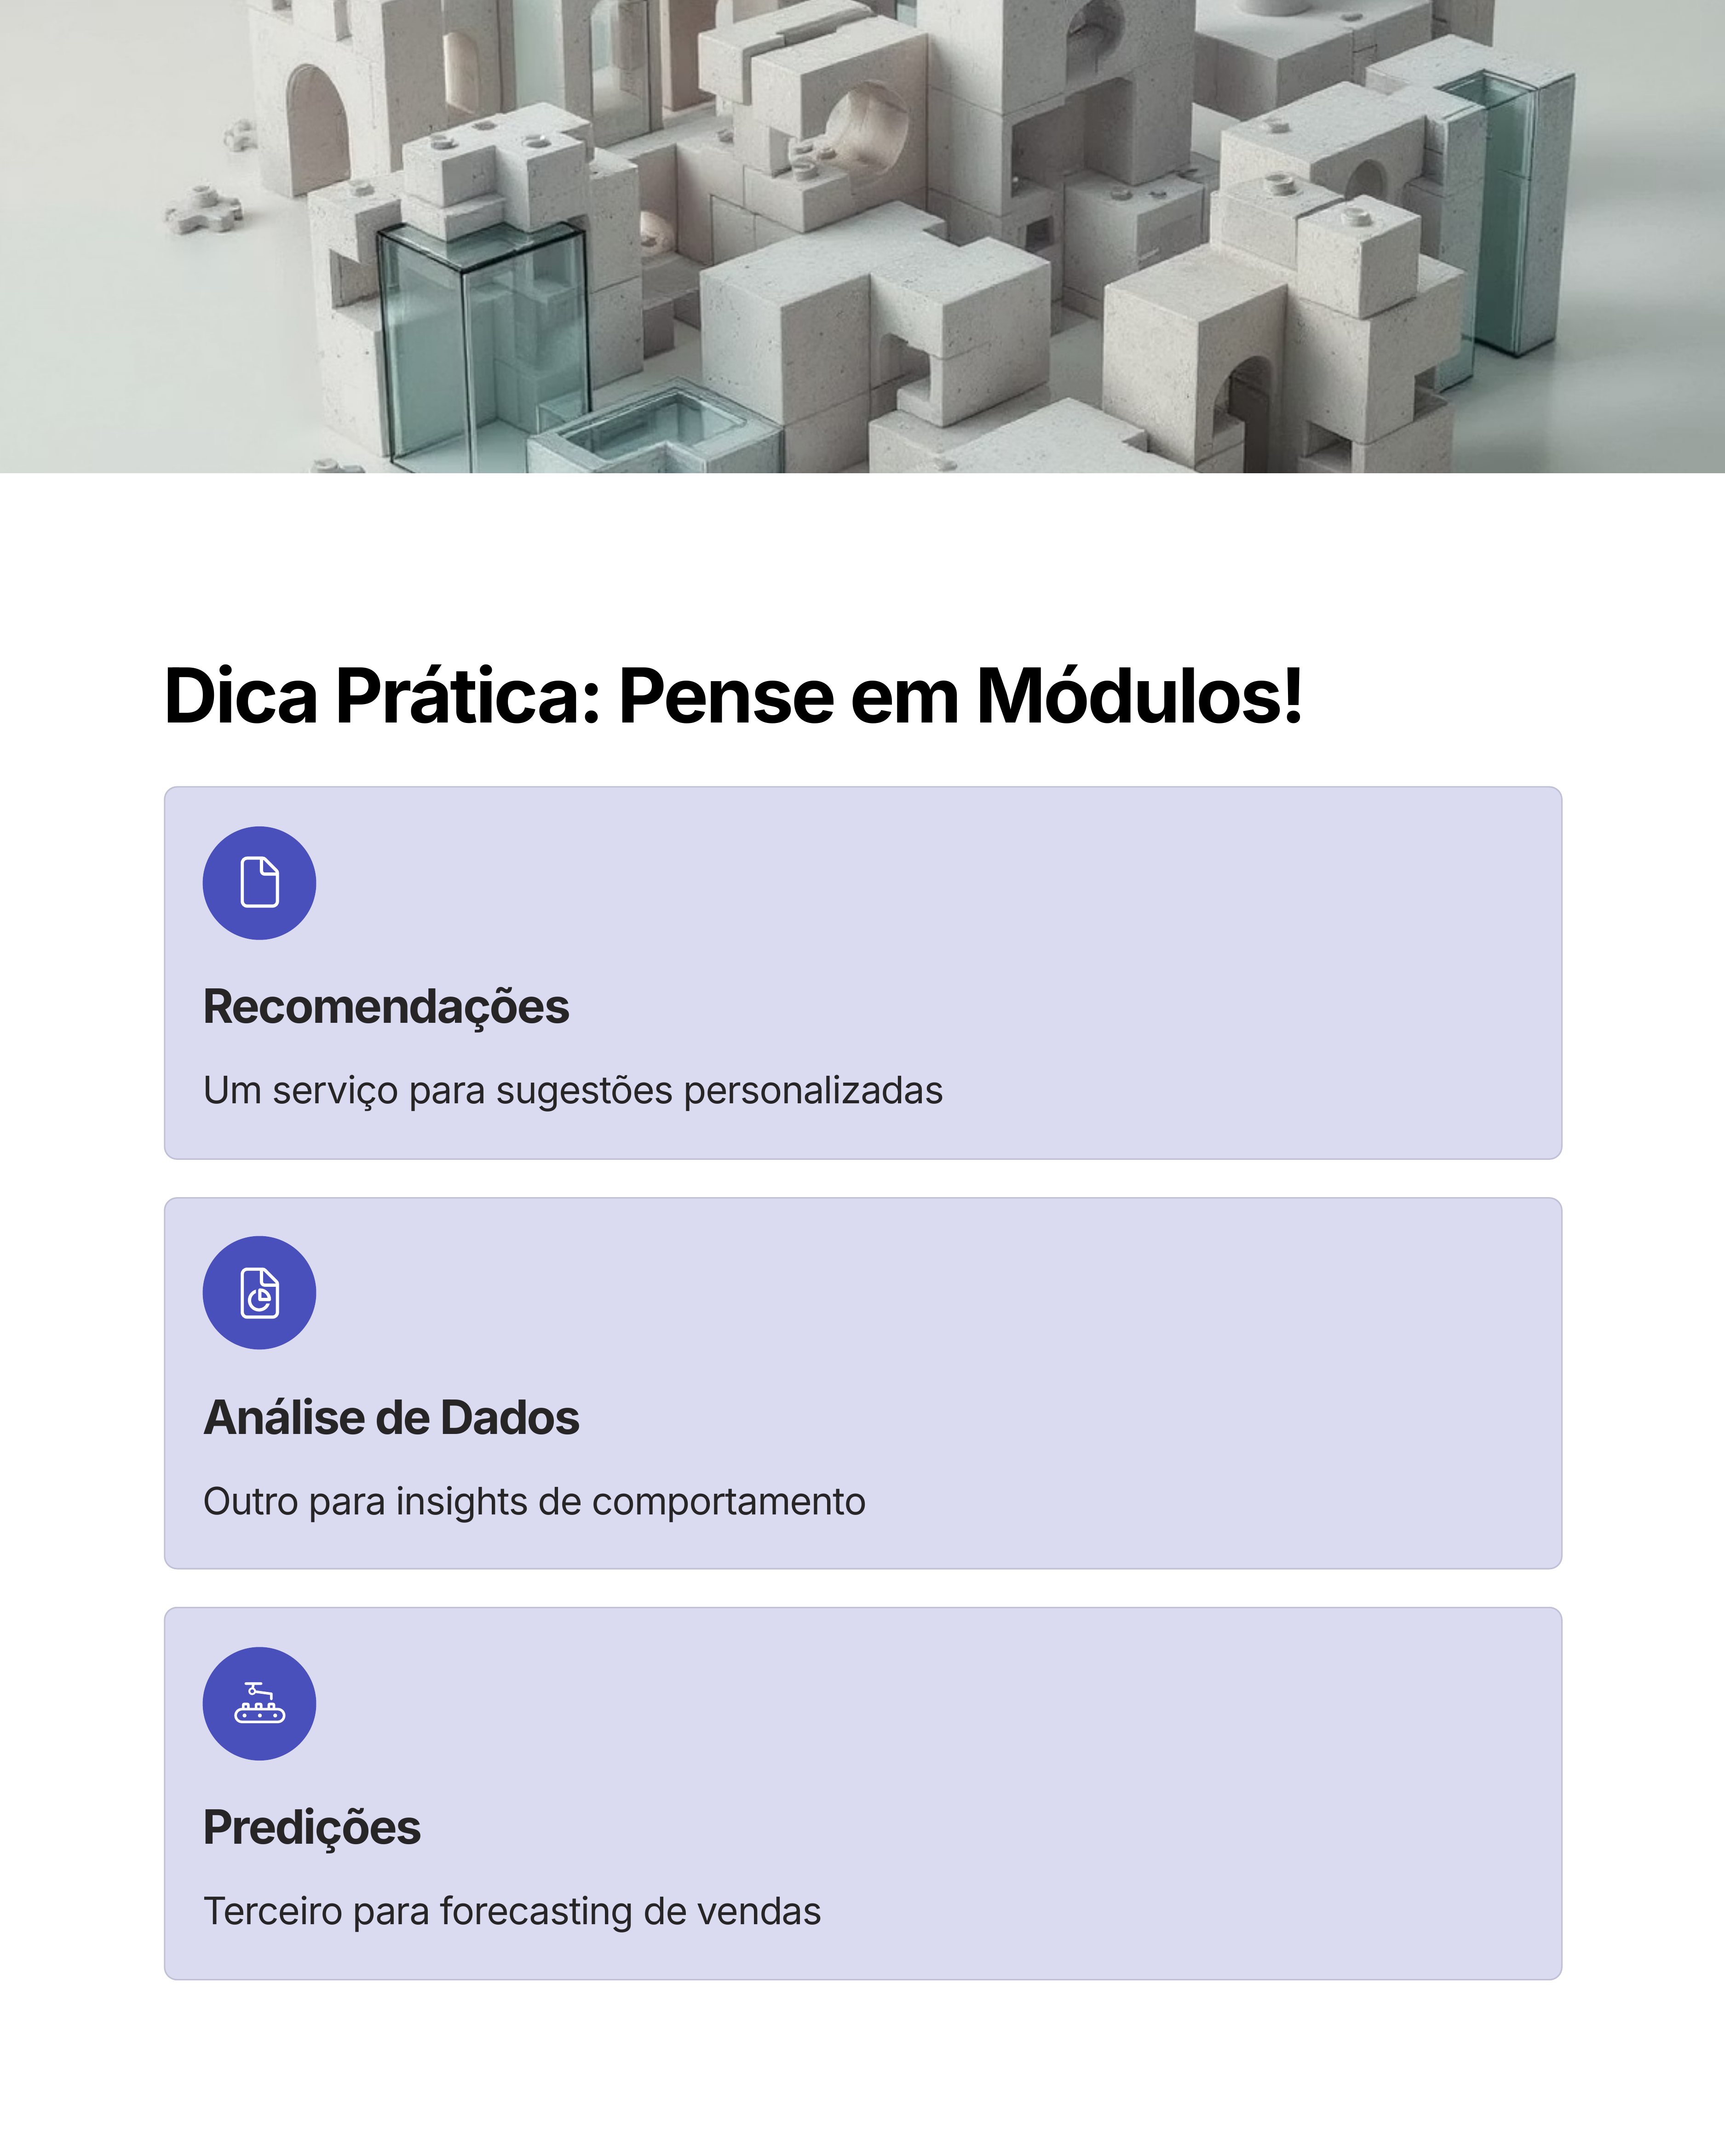 Dica Prática: Pense em Módulos!
Recomendações
Um serviço para sugestões personalizadas
Análise de Dados
Outro para insights de comportamento
Predições
Terceiro para forecasting de vendas